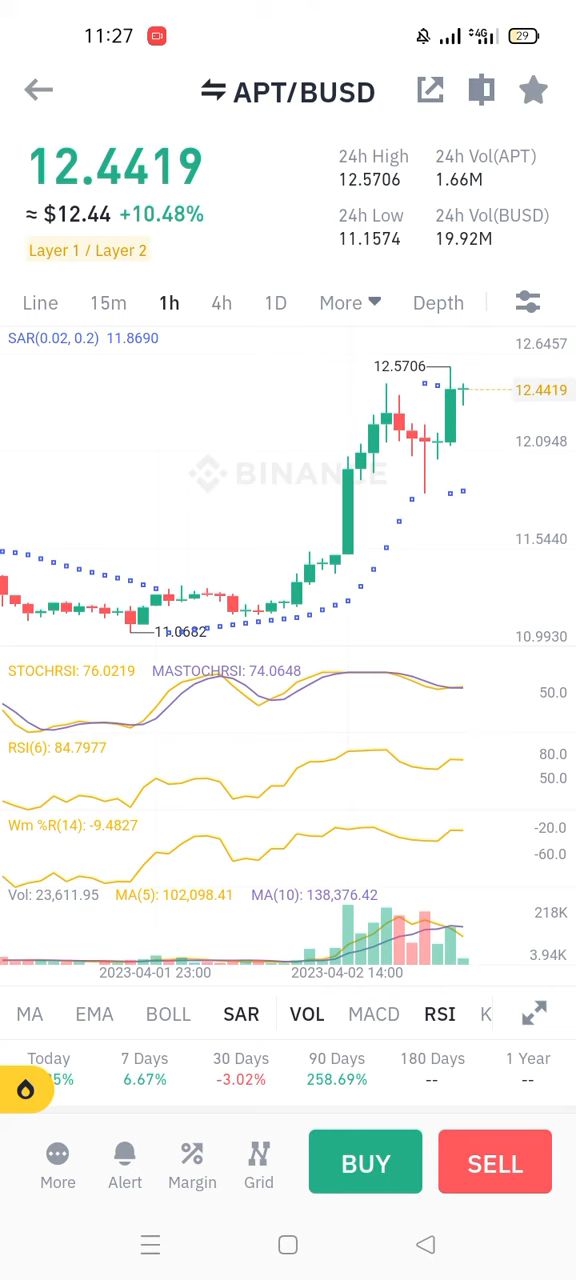 11:27
4G
29
APT/BUSD
12.4419
≈ $12.44 +10.48%
Layer 1 / Layer 2
24h High
12.5706
24h Vol(APT)
1.66M
24h Low
11.1574
24h Vol(BUSD)
19.92M
Line 15m 1h 4h 1D More Depth
SAR(0.02, 0.2) 11.8690
12.6457
12.5706
12.4419
12.0948
BINANCE
11.5440
11.0682
10.9930
STOCHRSI: 76.0219 MASTOCHRSI: 74.0648
50.0
RSI(6): 84.7977
80.0
50.0
Wm %R(14): -9.4827
-20.0
-60.0
Vol: 23,611.95 MA(5): 102,098.41 MA(10): 138,376.42
218K
3.94K
2023-04-01 23:00 2023-04-02 14:00
MA EMA BOLL SAR VOL MACD RSI K
Today 7 Days 30 Days 90 Days 180 Days 1 Year
5% 6.67% -3.02% 258.69% -- --
More Alert Margin Grid BUY SELL